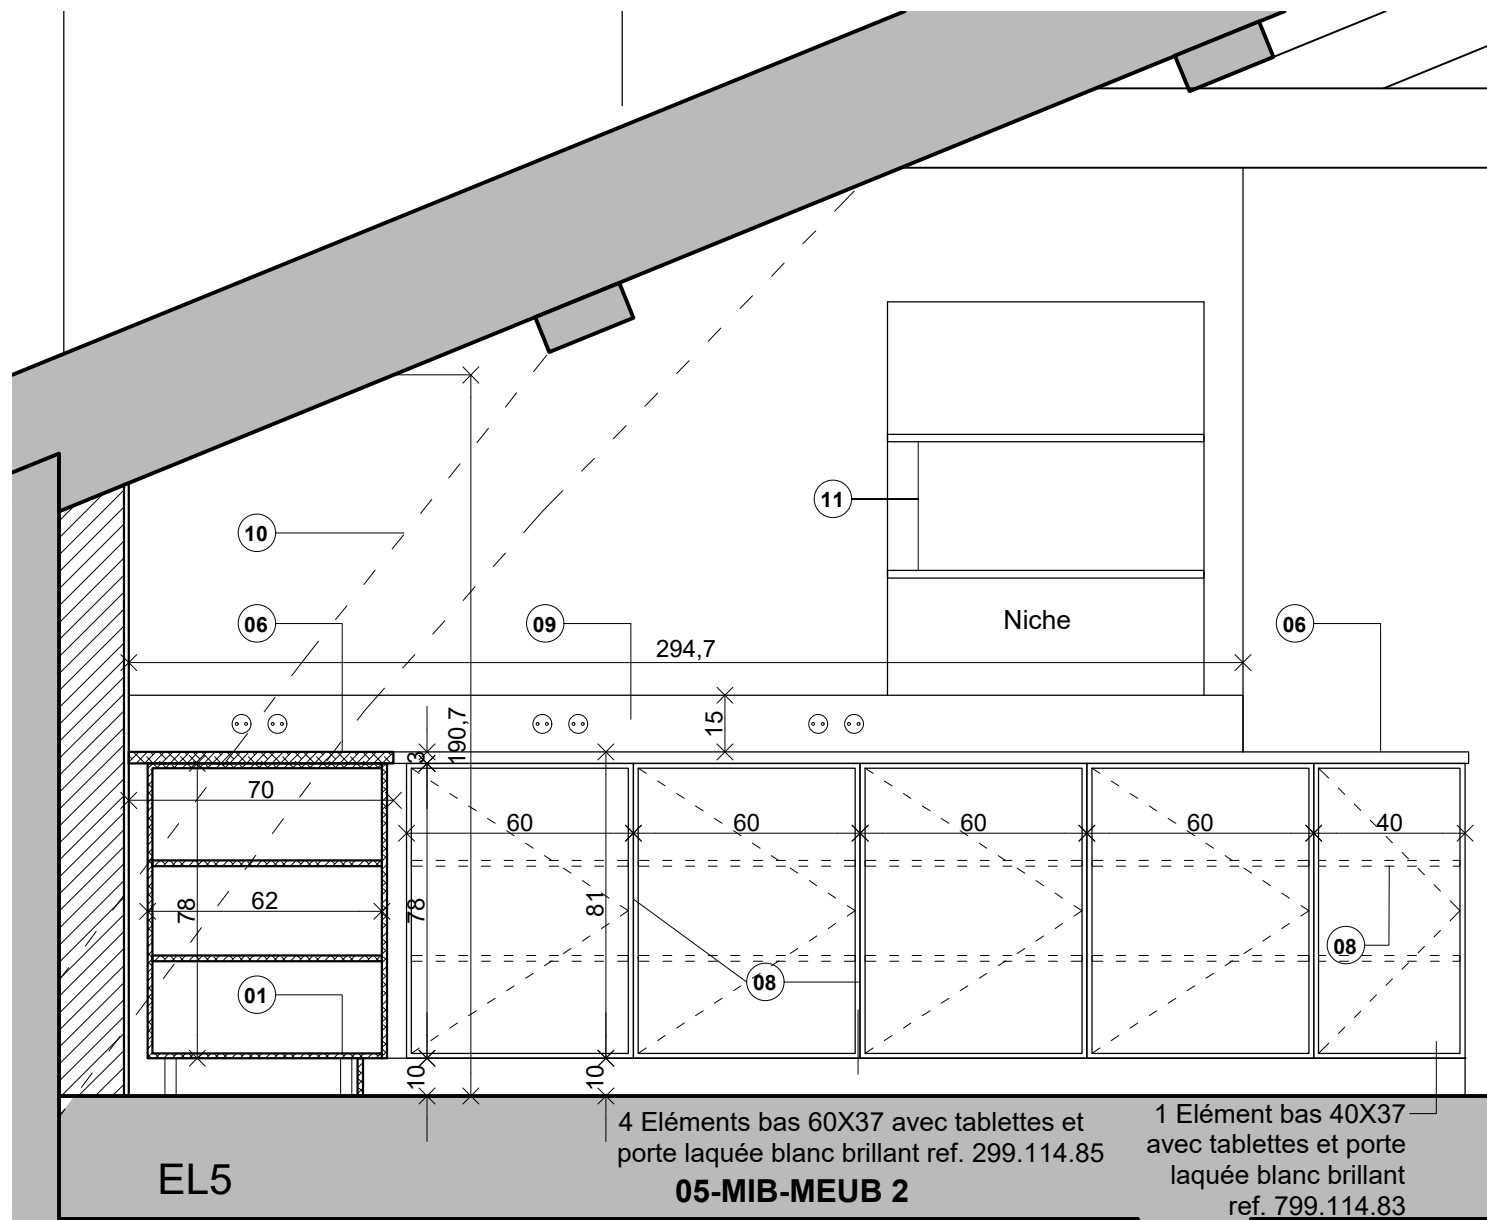 11
10
06
09
Niche
06
294,7
15
190,7
3
70
60
60
60
60
40
62
78
78
81
08
08
01
10
10
4 Eléments bas 60X37 avec tablettes et
porte laquée blanc brillant ref. 299.114.85
05-MIB-MEUB 2
1 Elément bas 40X37
avec tablettes et porte
laquée blanc brillant
ref. 799.114.83
EL5